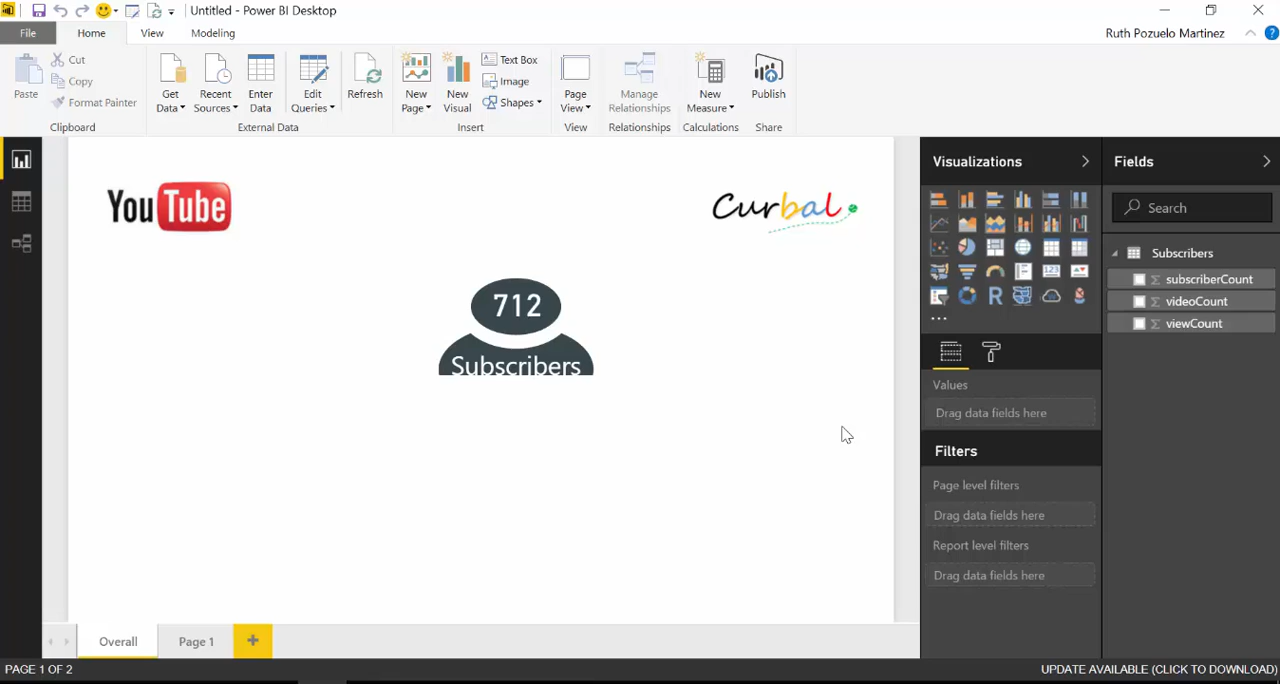 Untitled - Power BI Desktop
File Home View Modeling
Ruth Pozuelo Martinez
Paste
Cut
Copy
Format Painter
Clipboard
Get Data
Recent Sources
Enter Data
Edit Queries
Refresh
External Data
New Page
New Visual
Text Box
Image
Shapes
Insert
Page View
View
Manage Relationships
Relationships
New Measure
Calculations
Publish
Share
YouTube
Curbal
712
Subscribers
Visualizations
R
123
Values
Drag data fields here
Filters
Page level filters
Drag data fields here
Report level filters
Drag data fields here
Fields
Search
Subscribers
Σ subscriberCount
Σ videoCount
Σ viewCount
Overall Page 1
PAGE 1 OF 2
UPDATE AVAILABLE (CLICK TO DOWNLOAD)